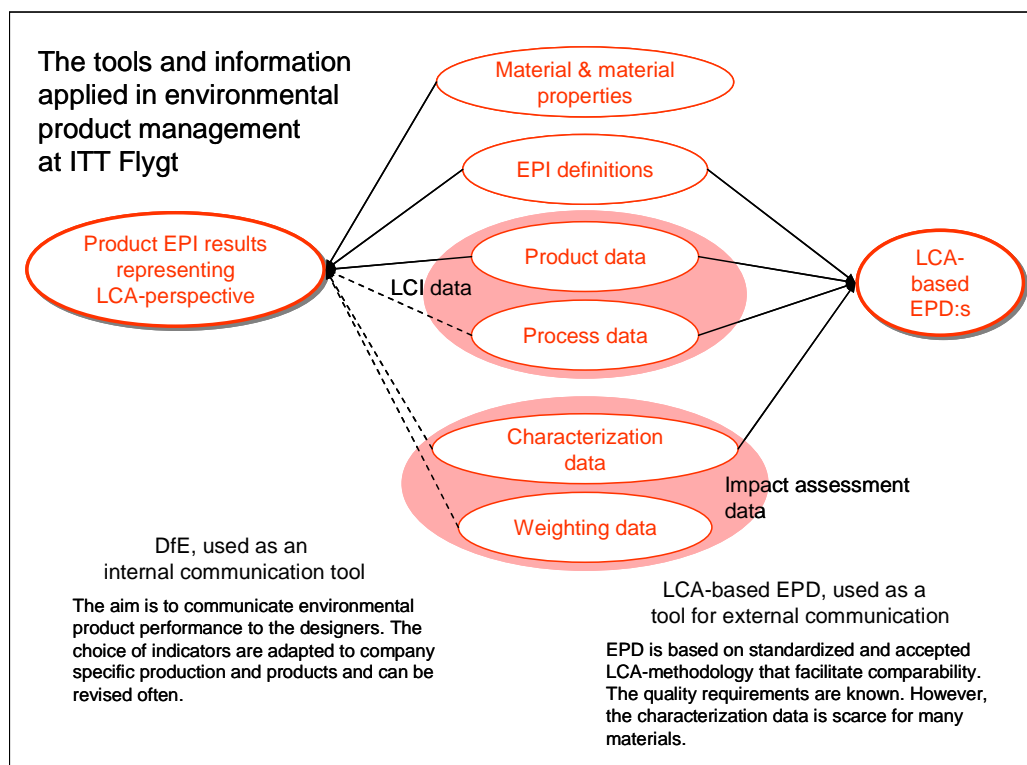 The tools and information
applied in environmental
product management
at ITT Flygt
Material & material
properties
EPI definitions
Product EPI results
representing
LCA-perspective
Product data
LCI data
Process data
LCA-
based
EPD:s
Characterization
data
Impact assessment
data
Weighting data
DfE, used as an
internal communication tool
The aim is to communicate environmental
product performance to the designers. The
choice of indicators are adapted to company
specific production and products and can be
revised often.
LCA-based EPD, used as a
tool for external communication
EPD is based on standardized and accepted
LCA-methodology that facilitate comparability.
The quality requirements are known. However,
the characterization data is scarce for many
materials.